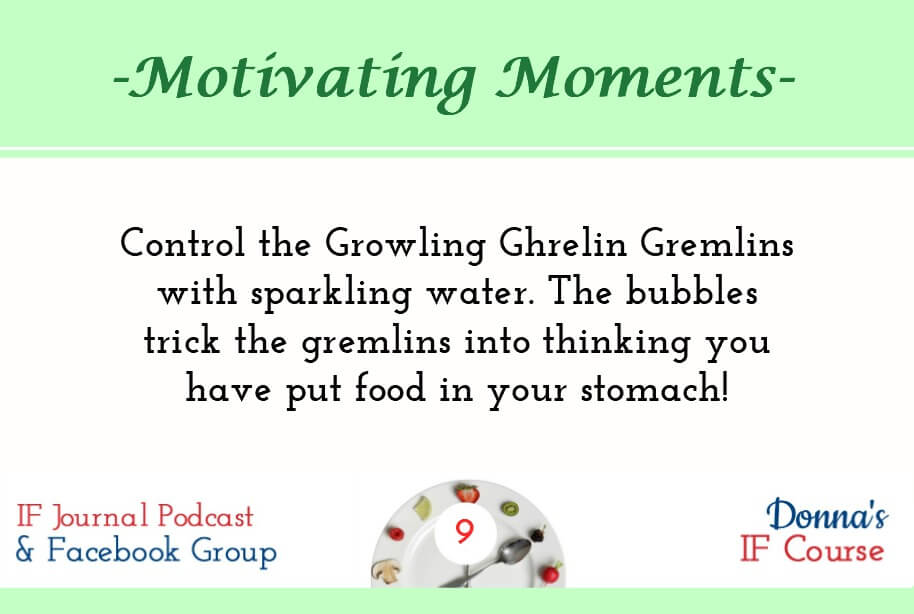 -Motivating Moments-
Control the Growling Ghrelin Gremlins
with sparkling water. The bubbles
trick the gremlins into thinking you
have put food in your stomach!
IF Journal Podcast
& Facebook Group
9
Donna's
IF Course